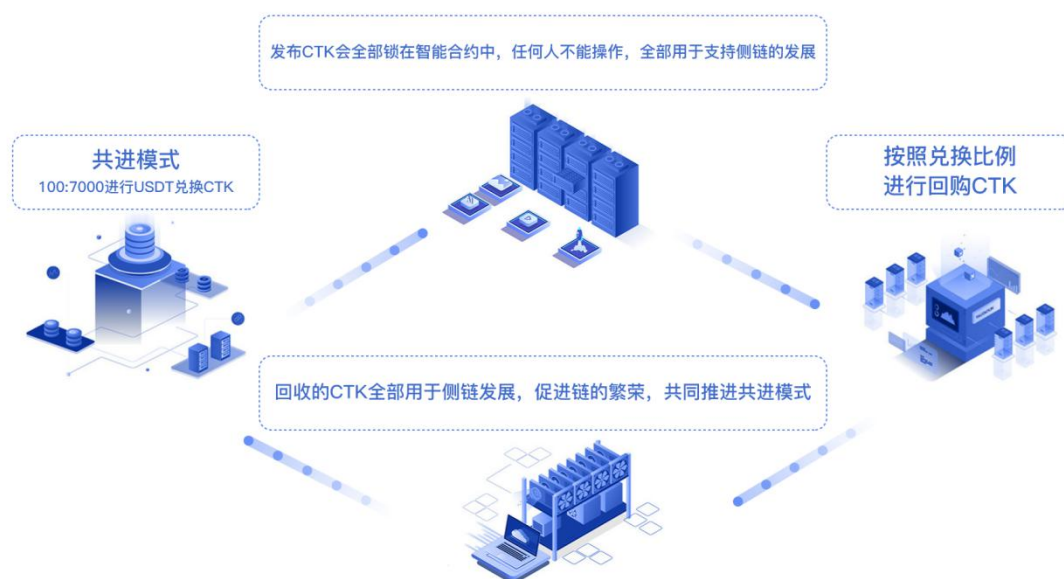 发布CTK会全部锁在智能合约中，任何人不能操作，全部用于支持侧链的发展
共进模式
100:7000进行USDT兑换CTK
按照兑换比例
进行回购CTK
回收的CTK全部用于侧链发展，促进链的繁荣，共同推进共进模式